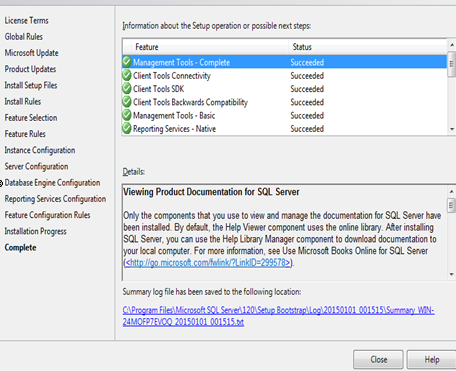 License Terms
Global Rules
Microsoft Update
Product Updates
Install Setup Files
Install Rules
Feature Selection
Feature Rules
Instance Configuration
Server Configuration
Database Engine Configuration
Reporting Services Configuration
Feature Configuration Rules
Installation Progress
Complete
Information about the Setup operation or possible next steps:
Feature Status
Management Tools - Complete Succeeded
Client Tools Connectivity Succeeded
Client Tools SDK Succeeded
Client Tools Backwards Compatibility Succeeded
Management Tools - Basic Succeeded
Reporting Services - Native Succeeded
Details:
Viewing Product Documentation for SQL Server
Only the components that you use to view and manage the documentation for SQL Server have
been installed. By default, the Help Viewer component uses the online library. After installing
SQL Server, you can use the Help Library Manager component to download documentation to
your local computer. For more information, see Use Microsoft Books Online for SQL Server
(<http://go.microsoft.com/fwlink/?LinkID=299578>).
Summary log file has been saved to the following location:
C:\Program Files\Microsoft SQL Server\120\Setup Bootstrap\Log\20150101_001515\Summary_WIN-
24MOFP7EVOQ_20150101_001515.txt
Close Help